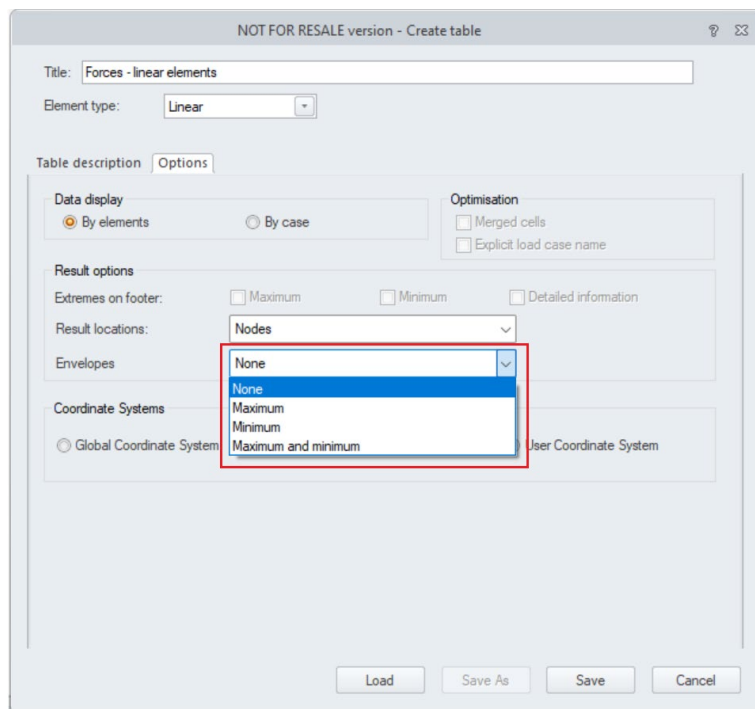 NOT FOR RESALE version - Create table
Title: Forces - linear elements
Element type: Linear
Table description Options
Data display Optimisation
By elements By case Merged cells
Explicit load case name
Result options
Extremes on footer: Maximum Minimum Detailed information
Result locations: Nodes
Envelopes None
None
Maximum
Minimum
Maximum and minimum
Coordinate Systems
Global Coordinate System User Coordinate System
Load Save As Save Cancel